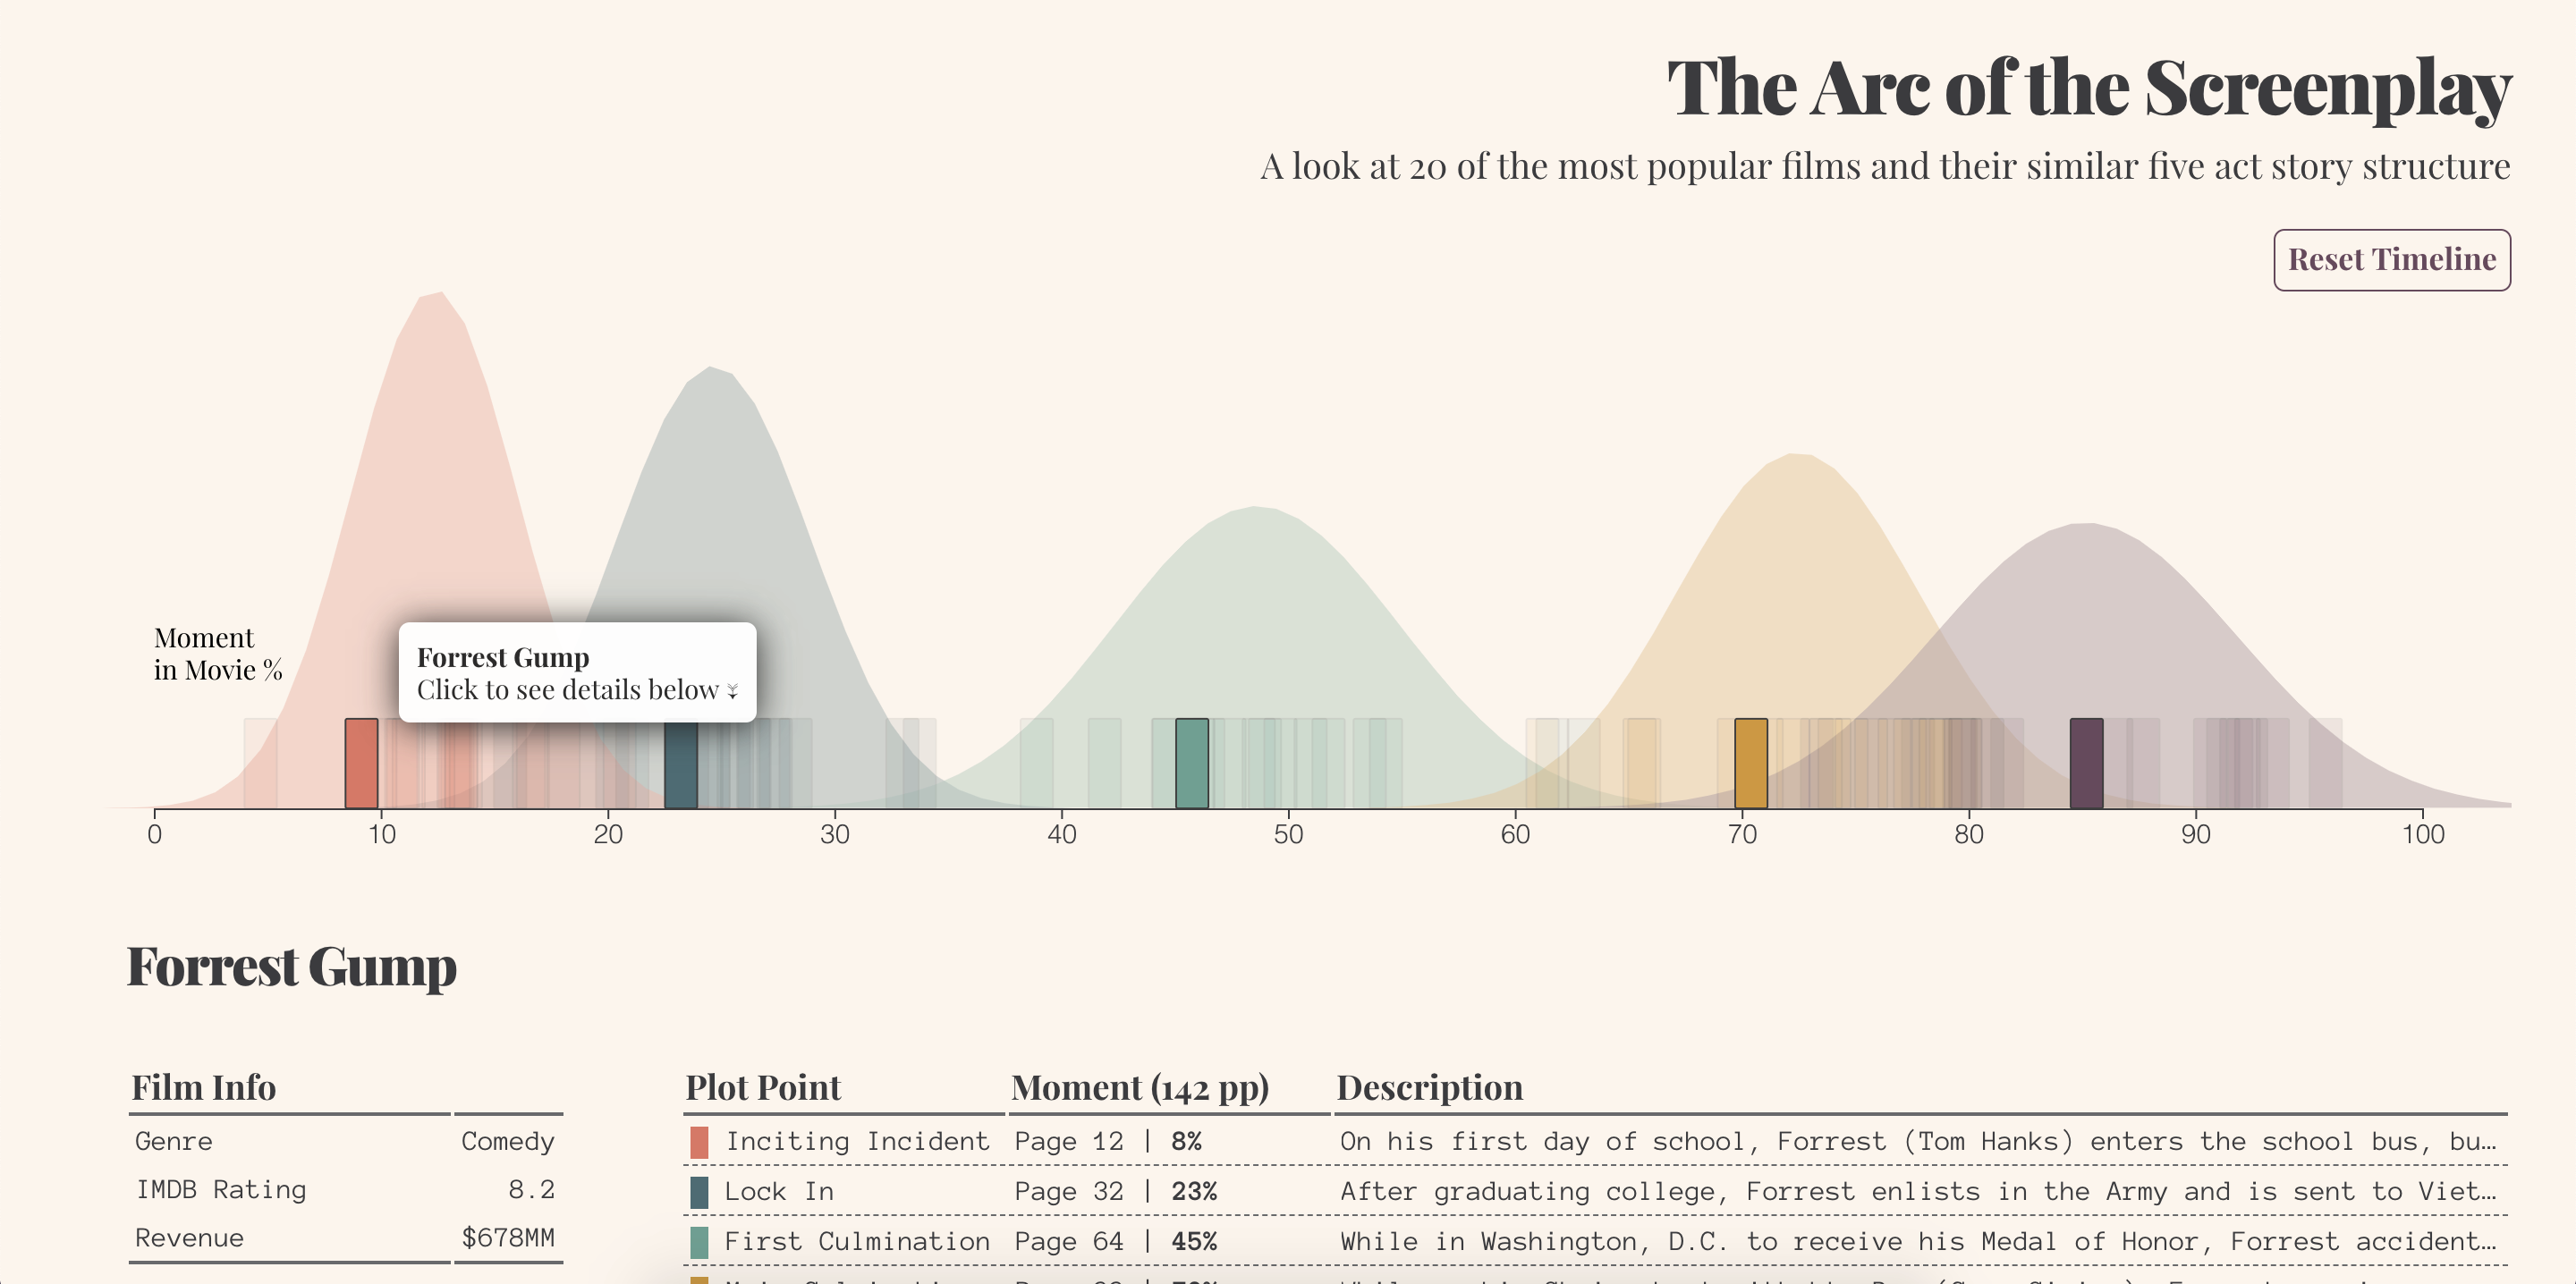 The Arc of the Screenplay
A look at 20 of the most popular films and their similar five act story structure
Reset Timeline
Moment
in Movie %
Forrest Gump
Click to see details below
0 10 20 30 40 50 60 70 80 90 100
Forrest Gump
Film Info
Genre Comedy
IMDB Rating 8.2
Revenue $678MM
Plot Point Moment (142 pp) Description
Inciting Incident Page 12 | 8% On his first day of school, Forrest (Tom Hanks) enters the school bus, bu…
Lock In Page 32 | 23% After graduating college, Forrest enlists in the Army and is sent to Viet…
First Culmination Page 64 | 45% While in Washington, D.C. to receive his Medal of Honor, Forrest accident…